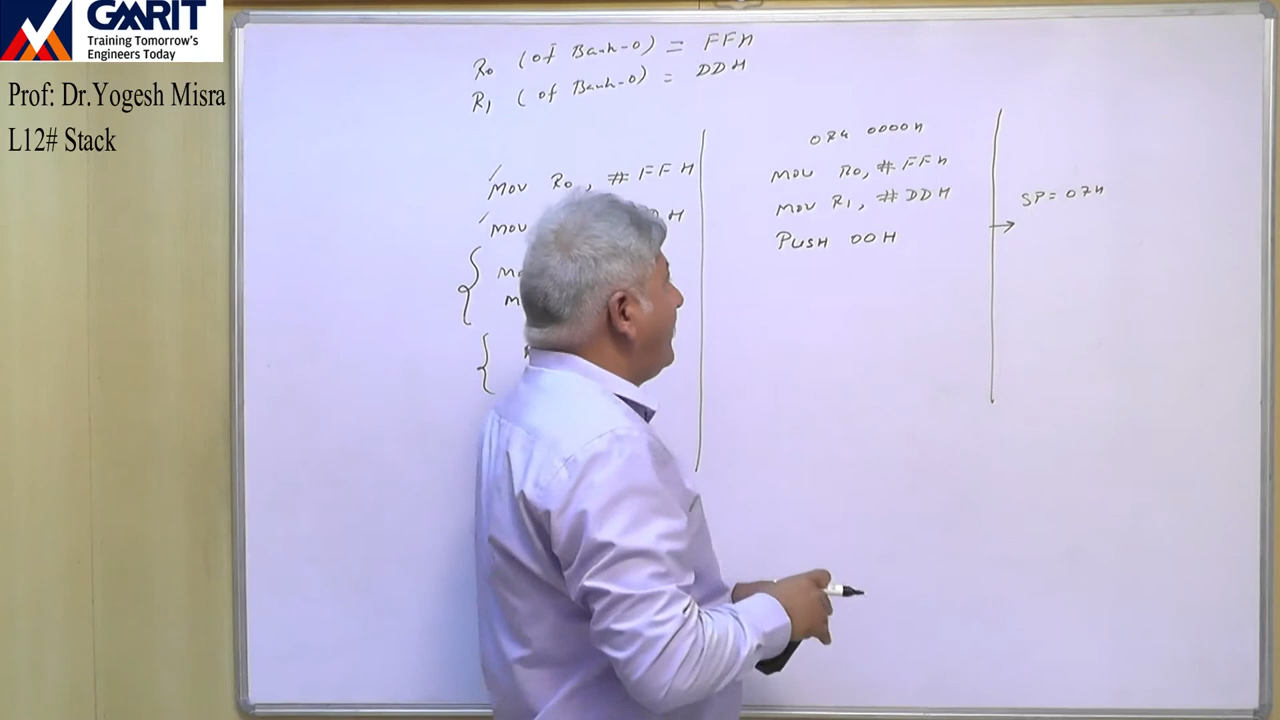 GMRIT
Training Tomorrow's
Engineers Today
Prof: Dr.Yogesh Misra
L12# Stack
R0 (of Bank-0) = FFH
R1 (of Bank-0) = DDH
MOV R0, # FFH
MOV DH
ORG 0000H
MOV R0, # FFH
MOV R1, # DDH
PUSH 00H
SP = 07H